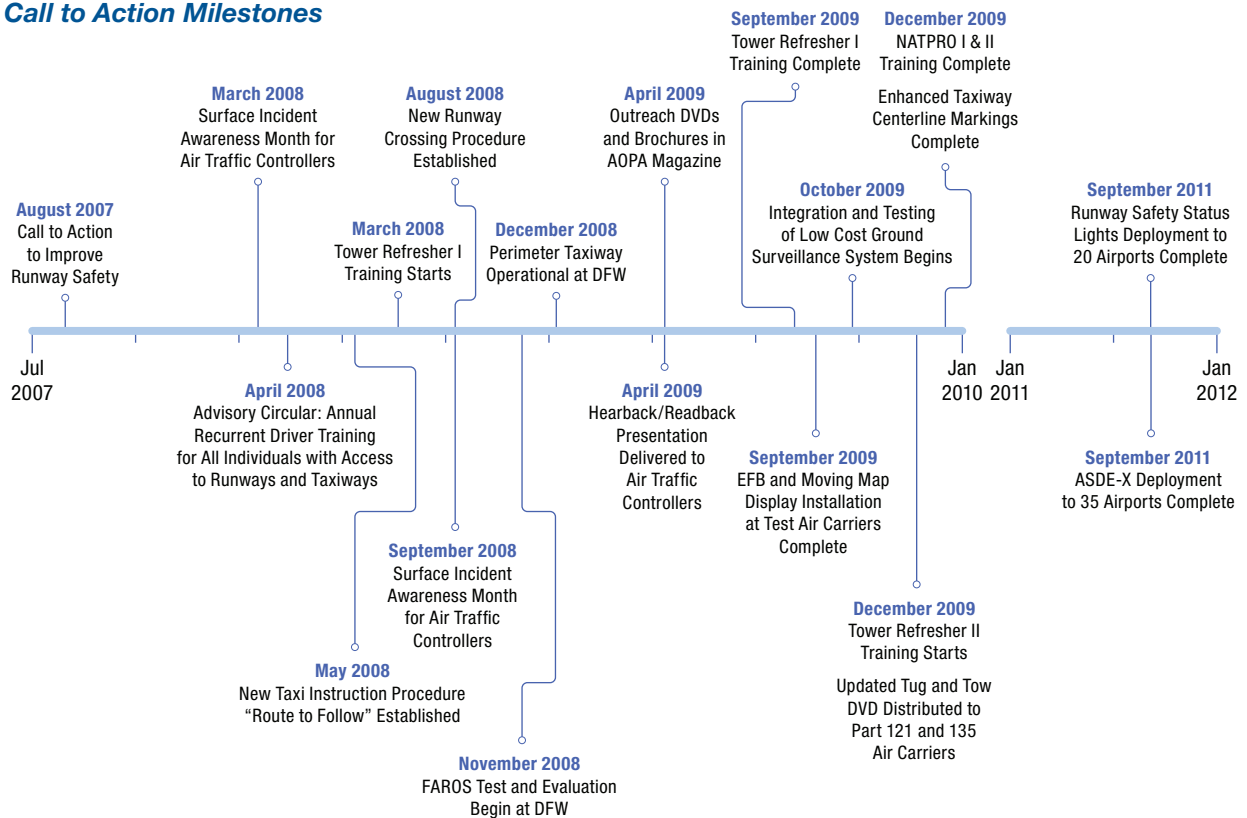 Call to Action Milestones
August 2007
Call to Action
to Improve
Runway Safety
March 2008
Surface Incident
Awareness Month for
Air Traffic Controllers
March 2008
Tower Refresher I
Training Starts
August 2008
New Runway
Crossing Procedure
Established
December 2008
Perimeter Taxiway
Operational at DFW
April 2009
Outreach DVDs
and Brochures in
AOPA Magazine
September 2009
Tower Refresher I
Training Complete
October 2009
Integration and Testing
of Low Cost Ground
Surveillance System Begins
December 2009
NATPRO I & II
Training Complete
Enhanced Taxiway
Centerline Markings
Complete
September 2011
Runway Safety Status
Lights Deployment to
20 Airports Complete
Jul
2007
Jan
2010
Jan
2011
Jan
2012
April 2008
Advisory Circular: Annual
Recurrent Driver Training
for All Individuals with Access
to Runways and Taxiways
May 2008
New Taxi Instruction Procedure
“Route to Follow” Established
September 2008
Surface Incident
Awareness Month
for Air Traffic
Controllers
November 2008
FAROS Test and Evaluation
Begin at DFW
April 2009
Hearback/Readback
Presentation
Delivered to
Air Traffic
Controllers
September 2009
EFB and Moving Map
Display Installation
at Test Air Carriers
Complete
December 2009
Tower Refresher II
Training Starts
Updated Tug and Tow
DVD Distributed to
Part 121 and 135
Air Carriers
September 2011
ASDE-X Deployment
to 35 Airports Complete